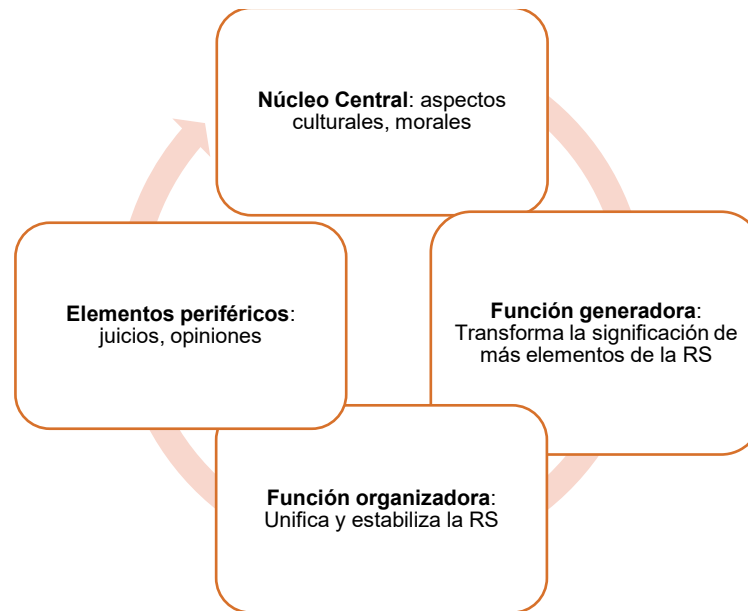 Núcleo Central: aspectos
culturales, morales
Función generadora:
Transforma la significación de
más elementos de la RS
Función organizadora:
Unifica y estabiliza la RS
Elementos periféricos:
juicios, opiniones